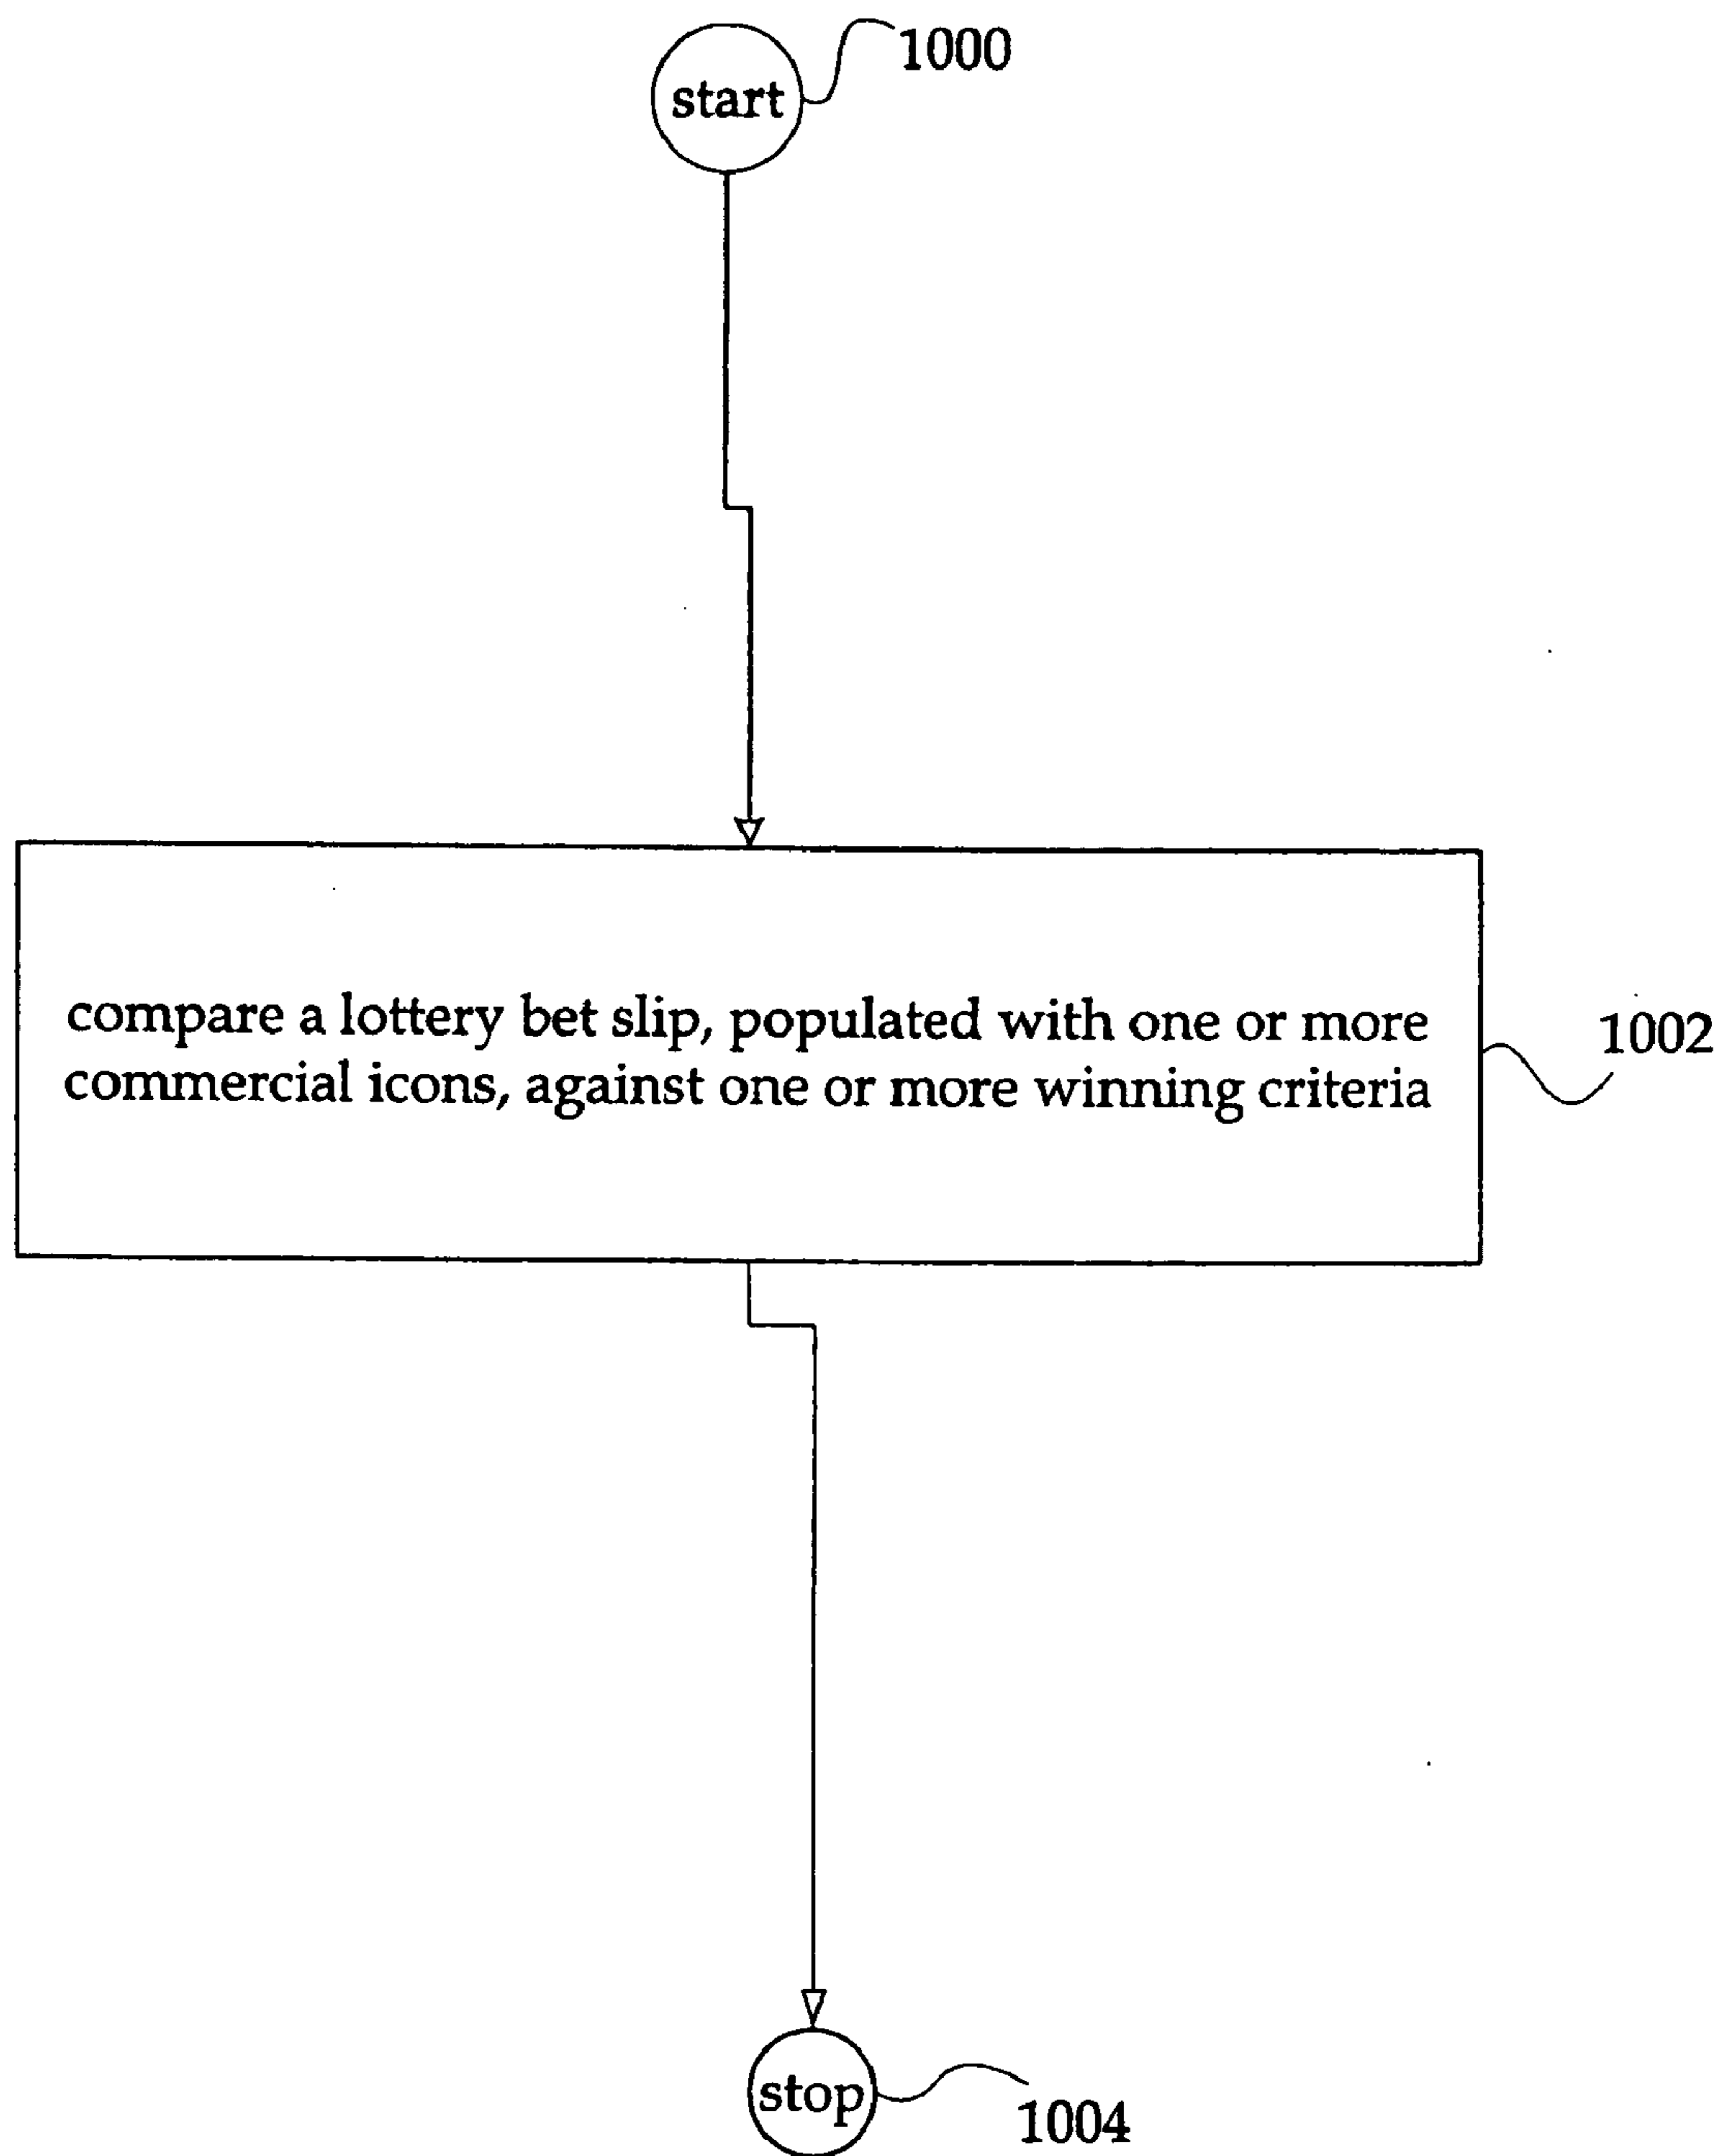 1000
start
compare a lottery bet slip, populated with one or more
commercial icons, against one or more winning criteria
1002
stop
1004